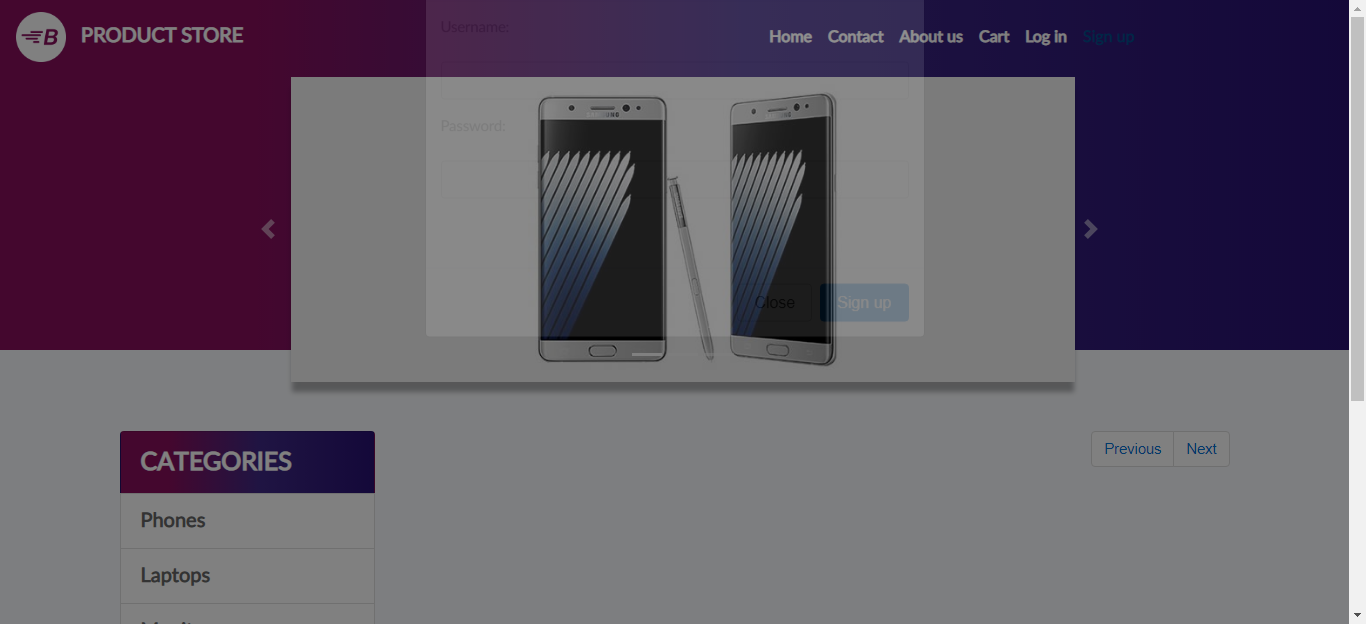 B PRODUCT STORE
Home Contact About us Cart Log in Sign up
Username:
Password:
SAMSUNG
Close Sign up
CATEGORIES
Previous Next
Phones
Laptops